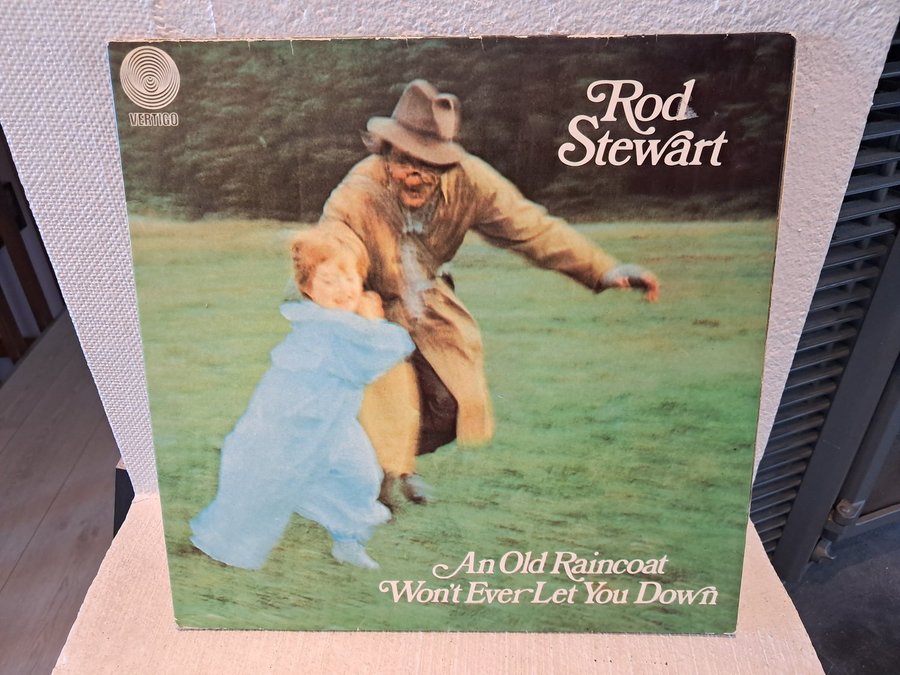 VERTIGO
Rod
Stewart
An Old Raincoat
Won't Ever Let You Down